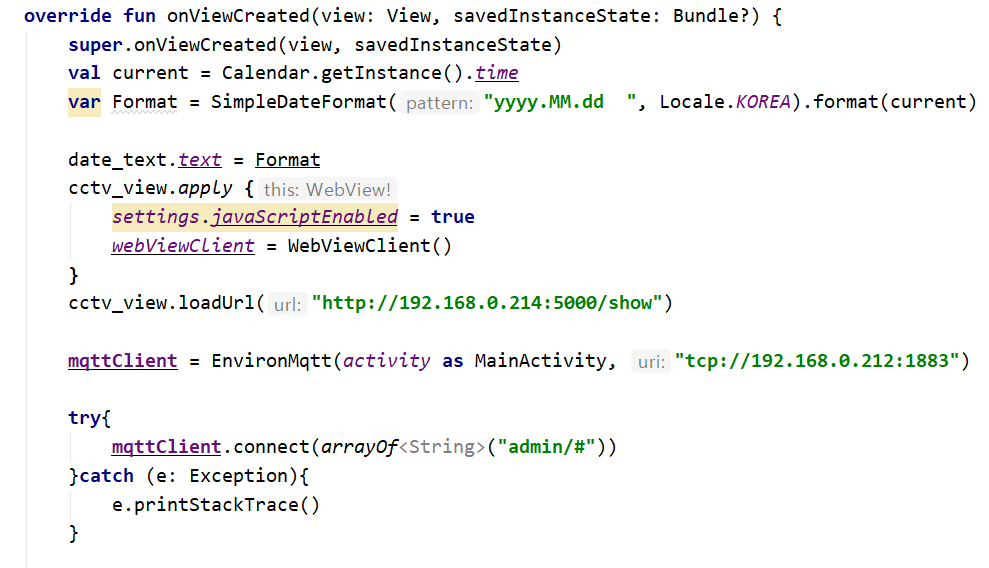 override fun onViewCreated(view: View, savedInstanceState: Bundle?) {
super.onViewCreated(view, savedInstanceState)
val current = Calendar.getInstance().time
var Format = SimpleDateFormat( pattern: "yyyy.MM.dd  ", Locale.KOREA).format(current)
date_text.text = Format
cctv_view.apply { this: WebView!
settings.javaScriptEnabled = true
webViewClient = WebViewClient()
}
cctv_view.loadUrl( url: "http://192.168.0.214:5000/show")
mqttClient = EnvironMqtt(activity as MainActivity, uri: "tcp://192.168.0.212:1883")
try{
mqttClient.connect(arrayOf<String>("admin/#"))
}catch (e: Exception){
e.printStackTrace()
}